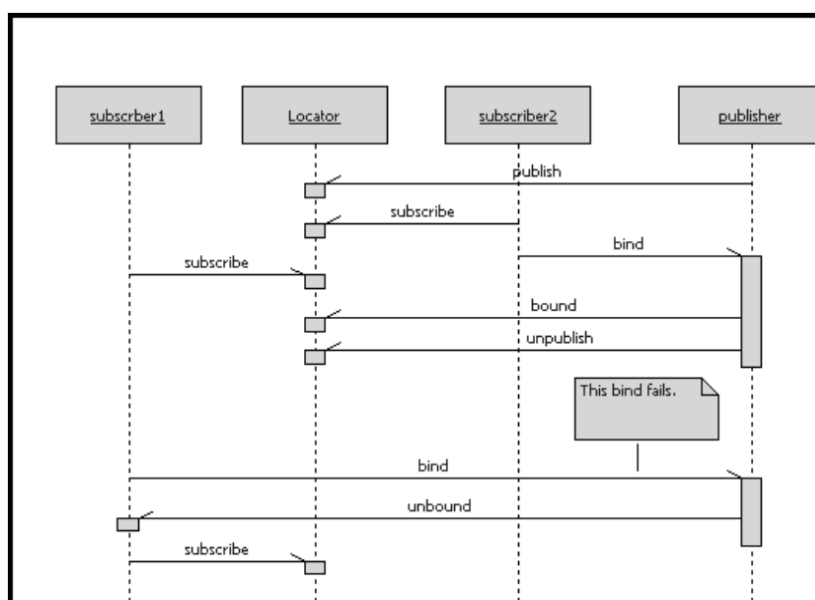 subscrber1
Locator
subscriber2
publisher
publish
subscribe
bind
subscribe
bound
unpublish
This bind fails.
bind
unbound
subscribe